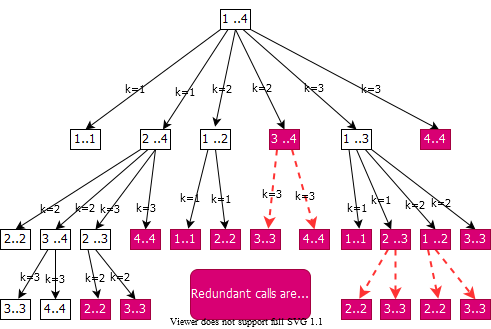 1 ..4
k=1
k=1
k=2
k=2
k=3
k=3
1..1
2 ..4
1 ..2
3 ..4
1 ..3
4..4
k=2
k=2
k=3
k=3
k=1
k=1
k=3
k=3
k=1
k=1
k=2
k=2
2..2
3 ..4
2 ..3
4..4
1..1
2..2
3..3
4..4
1..1
2 ..3
1 ..2
3..3
k=3
k=3
k=2
k=2
Redundant calls are...
3..3
4..4
2..2
3..3
2..2
3..3
2..2
3..3
Viewer does not support full SVG 1.1